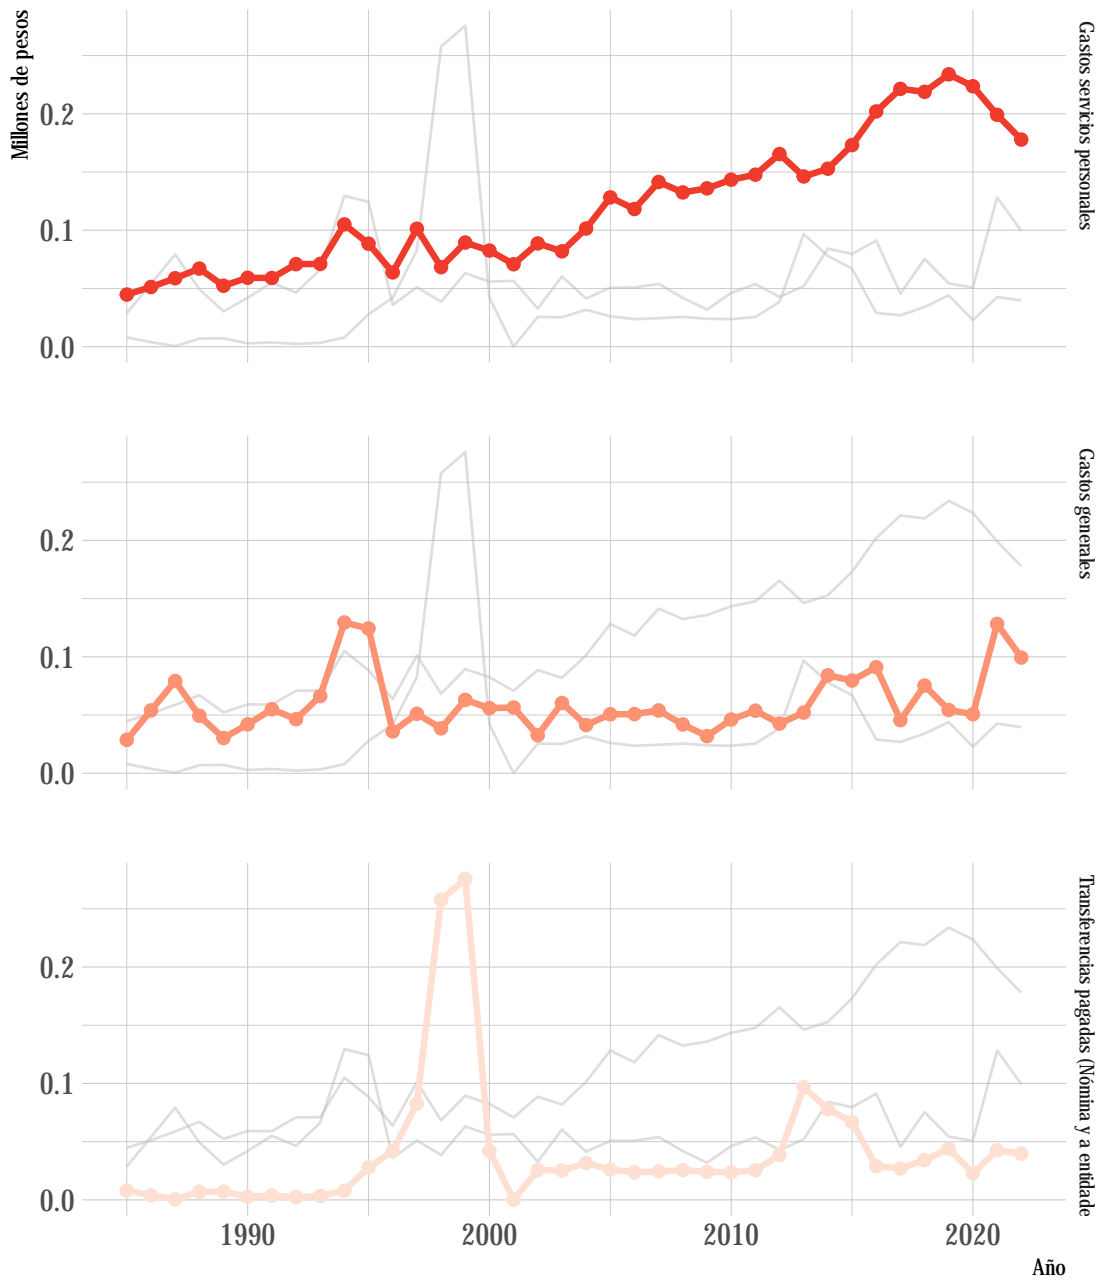 Millones de pesos
0.2
0.1
0.0
Gastos servicios personales
0.2
0.1
0.0
Gastos generales
0.2
0.1
0.0
Transferencias pagadas (Nómina y a entidade
1990
2000
2010
2020
Año